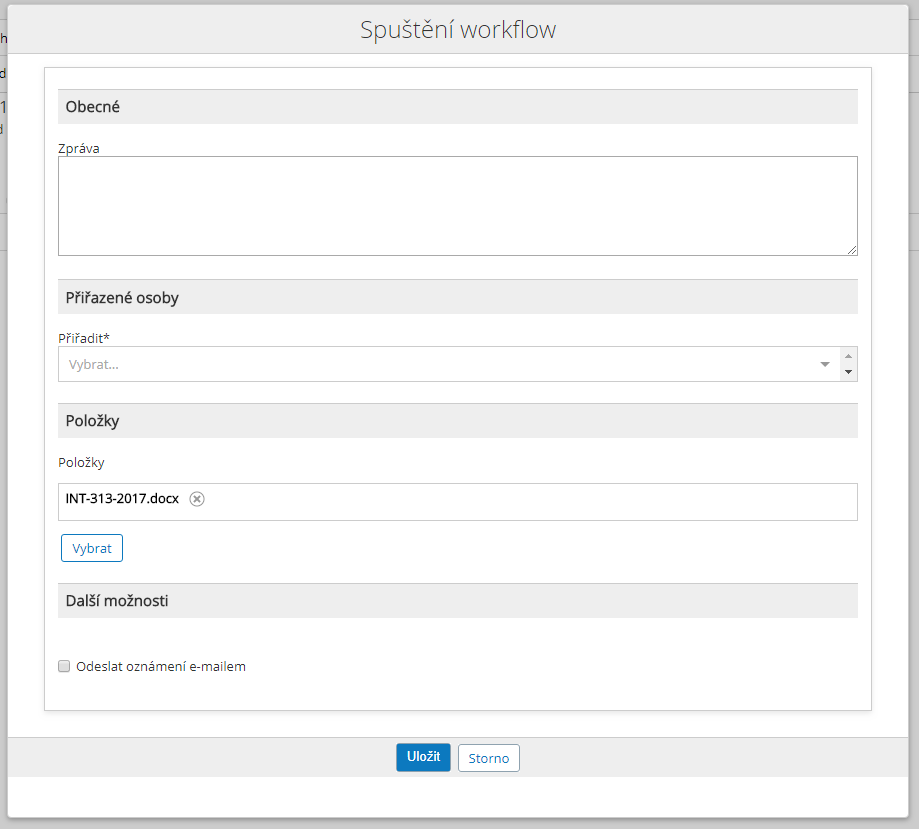 Spuštění workflow
Obecné
Zpráva
Přiřazené osoby
Přiřadit*
Vybrat...
Položky
Položky
INT-313-2017.docx
Vybrat
Další možnosti
Odeslat oznámení e-mailem
Uložit
Storno